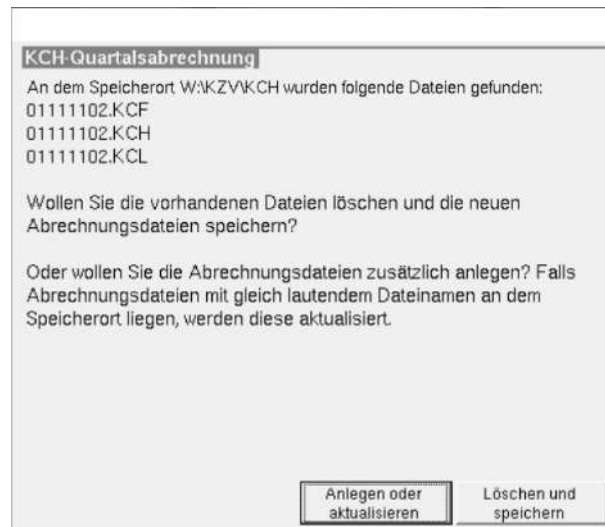 KCH-Quartalsabrechnung
An dem Speicherort W:\KZV\KCH wurden folgende Dateien gefunden:
01111102.KCF
01111102.KCH
01111102.KCL
Wollen Sie die vorhandenen Dateien löschen und die neuen
Abrechnungsdateien speichern?
Oder wollen Sie die Abrechnungsdateien zusätzlich anlegen? Falls
Abrechnungsdateien mit gleich lautendem Dateinamen an dem
Speicherort liegen, werden diese aktualisiert.
Anlegen oder
aktualisieren
Löschen und
speichern